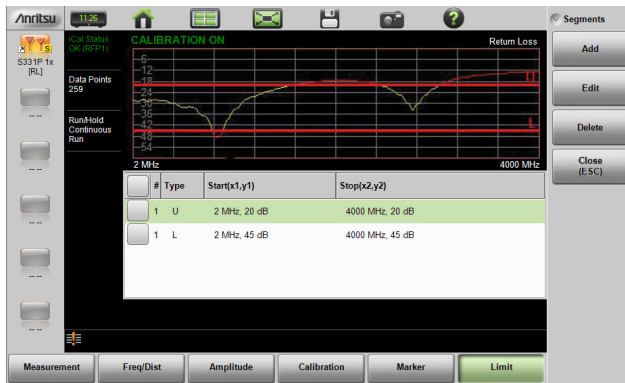 Anritsu
11:26
?
Segments
S331P 1x
[RL]
iCal Status
OK (RFP1)
CALIBRATION ON
Return Loss
Add
-6
-12
-18
-24
-30
-36
-42
-48
-54
U
L
Data Points
259
Edit
Run/Hold
Continuous
Run
Delete
2 MHz
4000 MHz
Close
(ESC)
# Type Start(x1,y1) Stop(x2,y2)
1 U 2 MHz, 20 dB 4000 MHz, 20 dB
1 L 2 MHz, 45 dB 4000 MHz, 45 dB
-- --
-- --
-- --
-- --
-- --
Measurement
Freq/Dist
Amplitude
Calibration
Marker
Limit